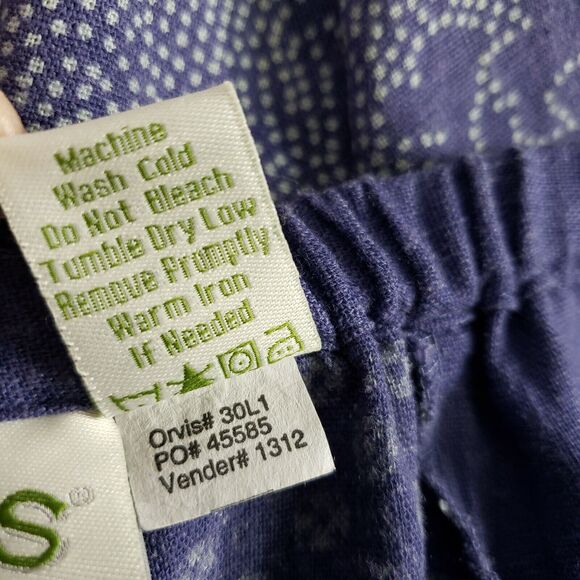 Machine
Wash Cold
Do Not Bleach
Tumble Dry Low
Remove Promptly
Warm Iron
If Needed
Orvis# 30L1
PO# 45585
Vender# 1312
S®